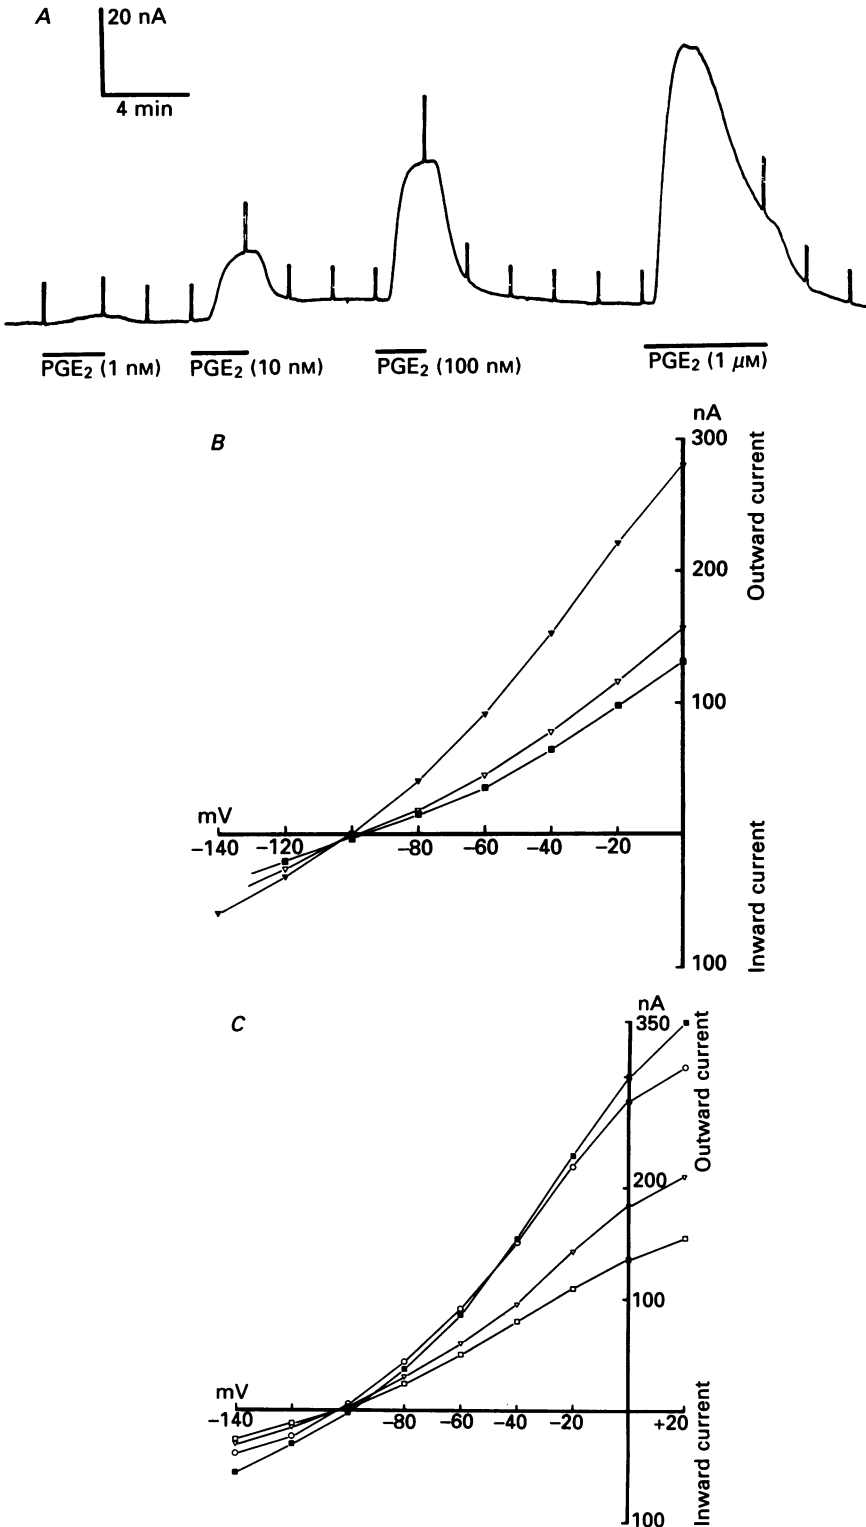 A
20 nA
4 min
PGE₂ (1 nM) PGE₂ (10 nM) PGE₂ (100 nM) PGE₂ (1 μM)
B
nA
300
Outward current
200
100
mV
−140 −120 −80 −60 −40 −20
Inward current
100
C
nA
350
Outward current
200
100
mV
−140 −80 −60 −40 −20 +20
Inward current
100